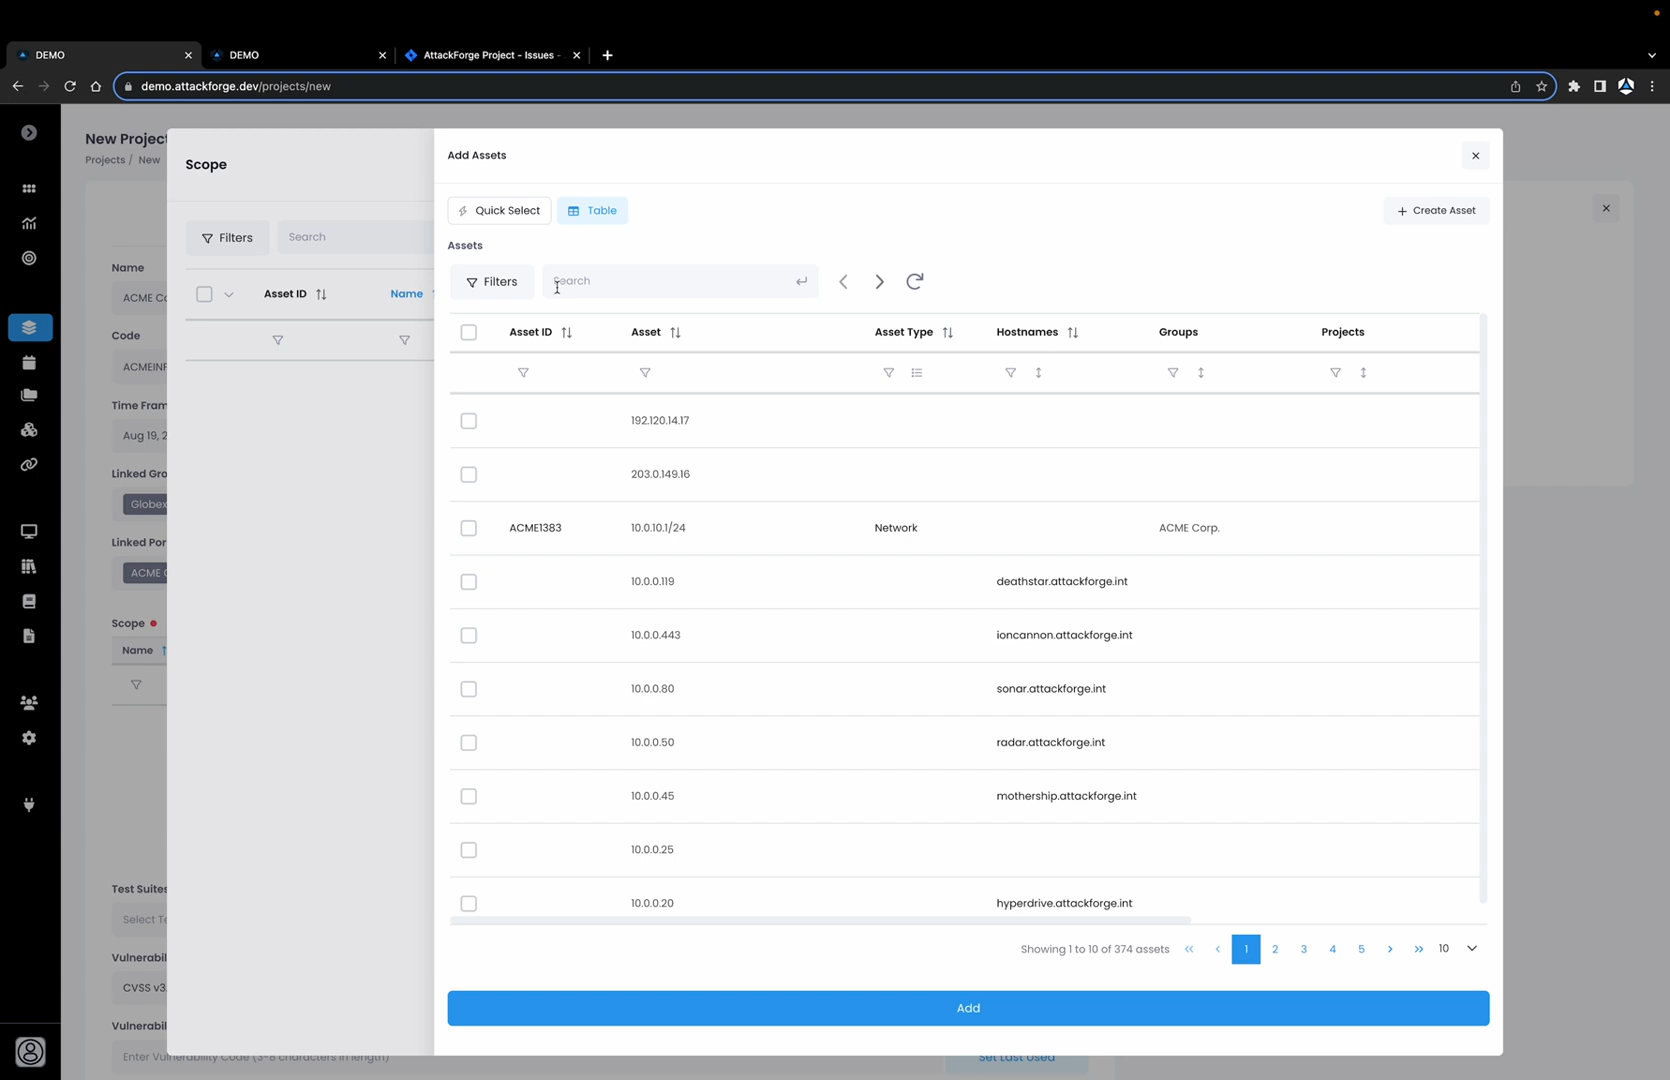 DEMO
DEMO
AttackForge Project - Issues -
demo.attackforge.dev/projects/new
New Project
Projects / New
Scope
Add Assets
Quick Select
Table
+ Create Asset
Filters
Search
Assets
Filters
Search
Name
ACME Co
Code
ACMEINF
Time Fram
Aug 19, 2
Linked Gro
Globex
Linked Por
ACME C
Scope
Name
Test Suites
Select Te
Vulnerabil
CVSS v3.
Vulnerabil
Enter Vulnerability Code (3-8 characters in length)
Set Last Used
Asset ID
Name
Asset ID Asset Asset Type Hostnames Groups Projects
192.120.14.17
203.0.149.16
ACME1383 10.0.10.1/24 Network ACME Corp.
10.0.0.119 deathstar.attackforge.int
10.0.0.443 ioncannon.attackforge.int
10.0.0.80 sonar.attackforge.int
10.0.0.50 radar.attackforge.int
10.0.0.45 mothership.attackforge.int
10.0.0.25
10.0.0.20 hyperdrive.attackforge.int
Showing 1 to 10 of 374 assets « ‹ 1 2 3 4 5 › » 10
Add